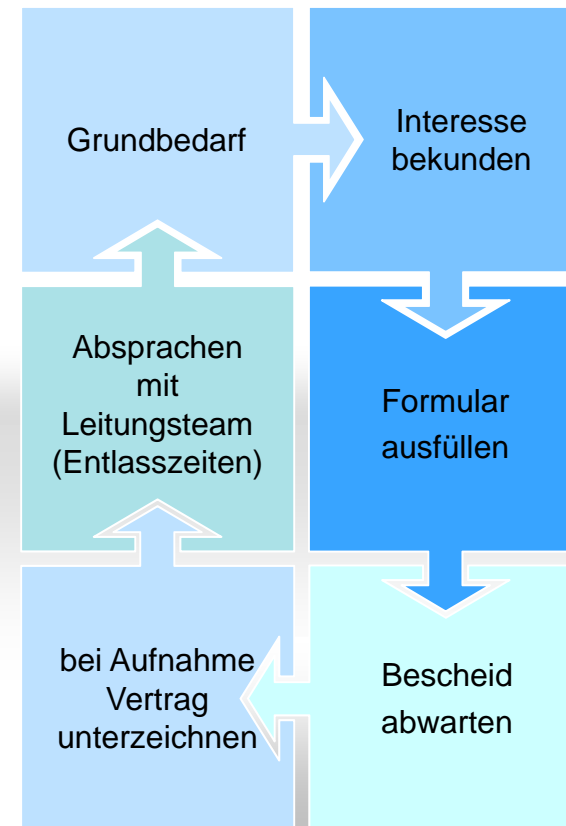 Grundbedarf
Interesse
bekunden
Formular
ausfüllen
Bescheid
abwarten
bei Aufnahme
Vertrag
unterzeichnen
Absprachen
mit
Leitungsteam
(Entlasszeiten)